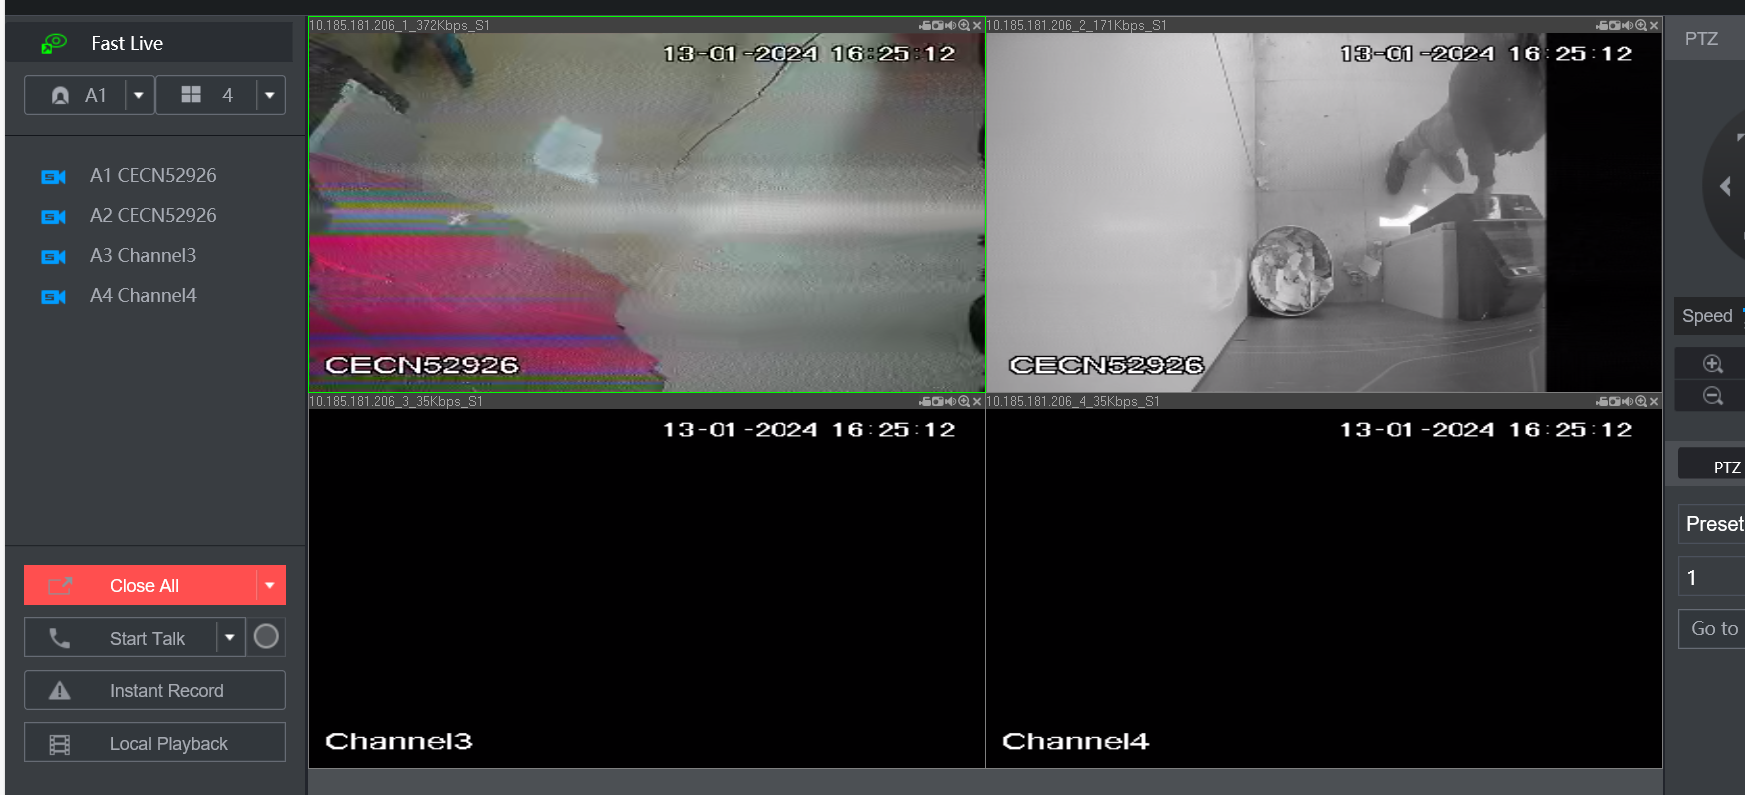 Fast Live
A1
4
A1 CECN52926
A2 CECN52926
A3 Channel3
A4 Channel4
Close All
Start Talk
Instant Record
Local Playback
10.185.181.206_1_372Kbps_S1
13-01-2024 16:25:12
CECN52926
10.185.181.206_2_171Kbps_S1
13-01-2024 16:25:12
CECN52926
10.185.181.206_3_35Kbps_S1
13-01-2024 16:25:12
Channel3
10.185.181.206_4_35Kbps_S1
13-01-2024 16:25:12
Channel4
PTZ
Speed
PTZ
Preset
1
Go to